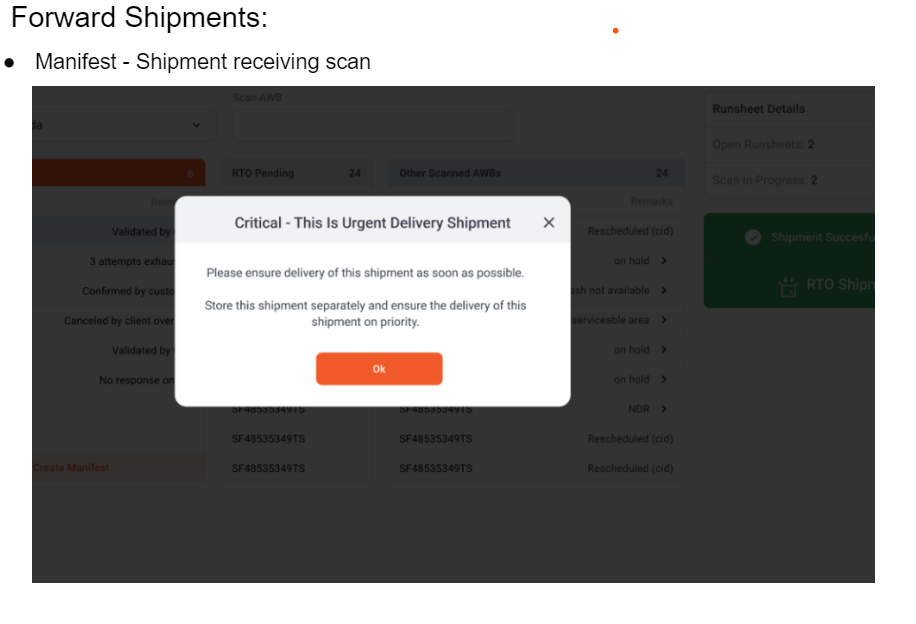 Forward Shipments:
● Manifest - Shipment receiving scan
Scan AWB
da
Runsheet Details
Open Runsheets: 2
6
RTO Pending 24
Other Scanned AWBs 24
Scan in Progress: 2
Remarks
Critical - This Is Urgent Delivery Shipment
Validated by
Rescheduled (cid)
Shipment Succesfu
3 attempts exhau
on hold
Please ensure delivery of this shipment as soon as possible.
RTO Shipn
Confirmed by custo
not available
Store this shipment separately and ensure the delivery of this
shipment on priority.
Canceled by client over
serviceable area
Validated by
on hold
Ok
No response on
on hold
SF48535349TS
SF48535349TS
NDR
SF48535349TS
SF48535349TS
Rescheduled (cid)
Create Manifest
SF48535349TS
SF48535349TS
Rescheduled (cid)